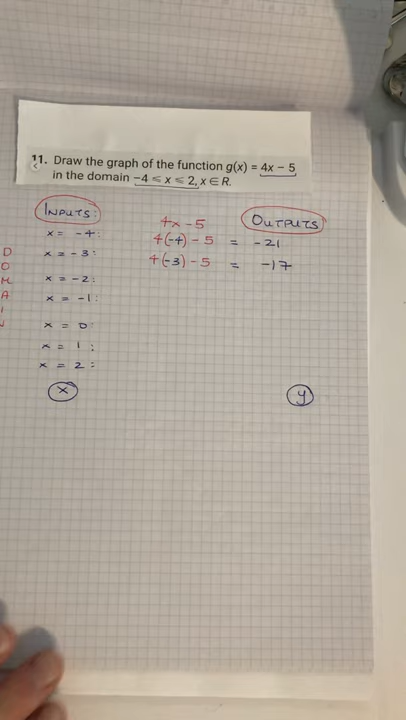 11. Draw the graph of the function g(x) = 4x – 5
in the domain –4 ⩽ x ⩽ 2, x ∈ R.
INPUTS: 4x - 5 OUTPUTS
x = -4: 4(-4) - 5 = -21
x = -3: 4(-3) - 5 = -17
x = -2:
x = -1:
x = 0:
x = 1:
x = 2:
x y
DOMAIN